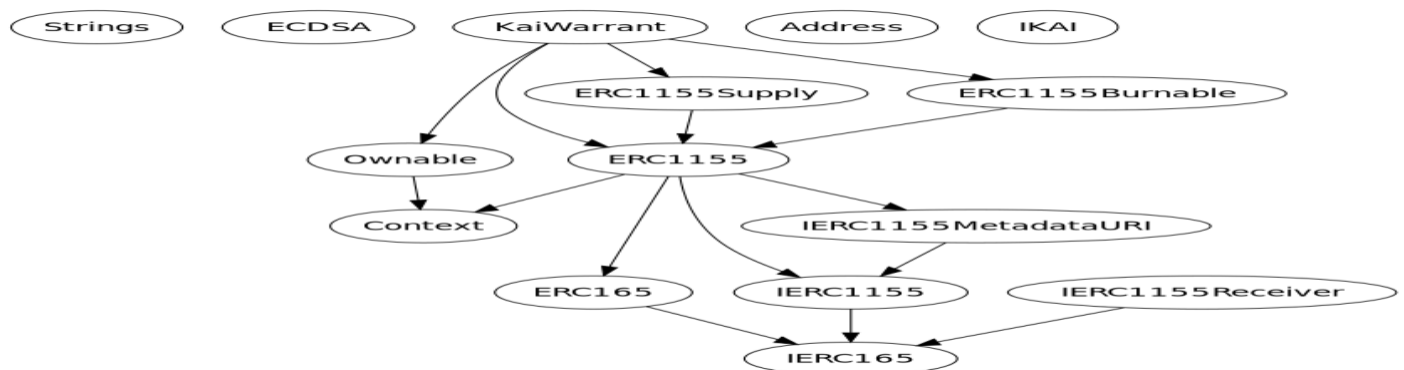 Strings ECDSA KaiWarrant Address IKAI
ERC1155Supply ERC1155Burnable
Ownable ERC1155
Context IERC1155MetadataURI
ERC165 IERC1155 IERC1155Receiver
IERC165